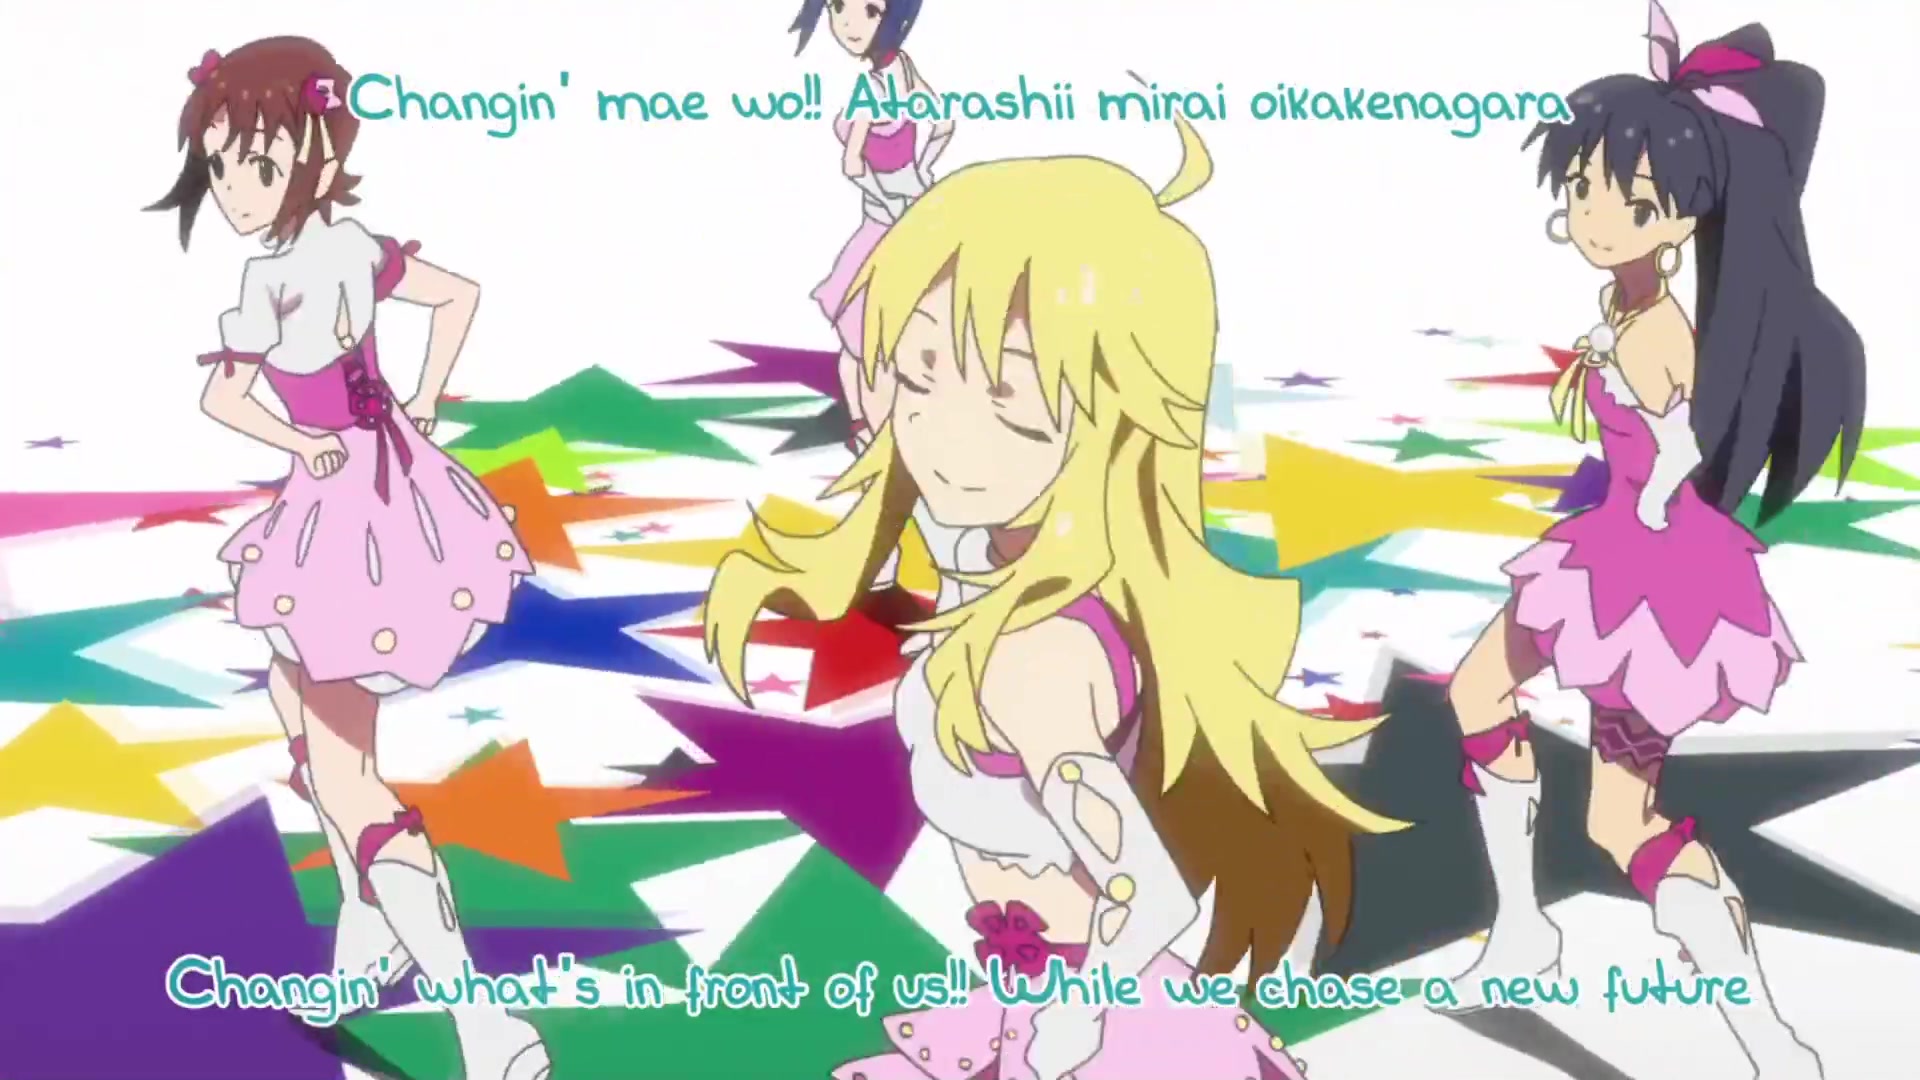 Changin' mae wo!! Atarashii mirai oikakenagara
Changin' what's in front of us!! While we chase a new future